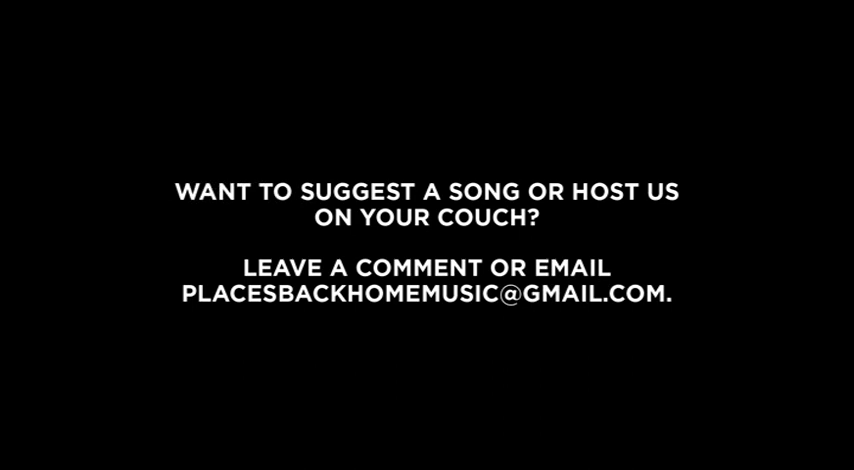 WANT TO SUGGEST A SONG OR HOST US
ON YOUR COUCH?
LEAVE A COMMENT OR EMAIL
PLACESBACKHOMEMUSIC@GMAIL.COM.